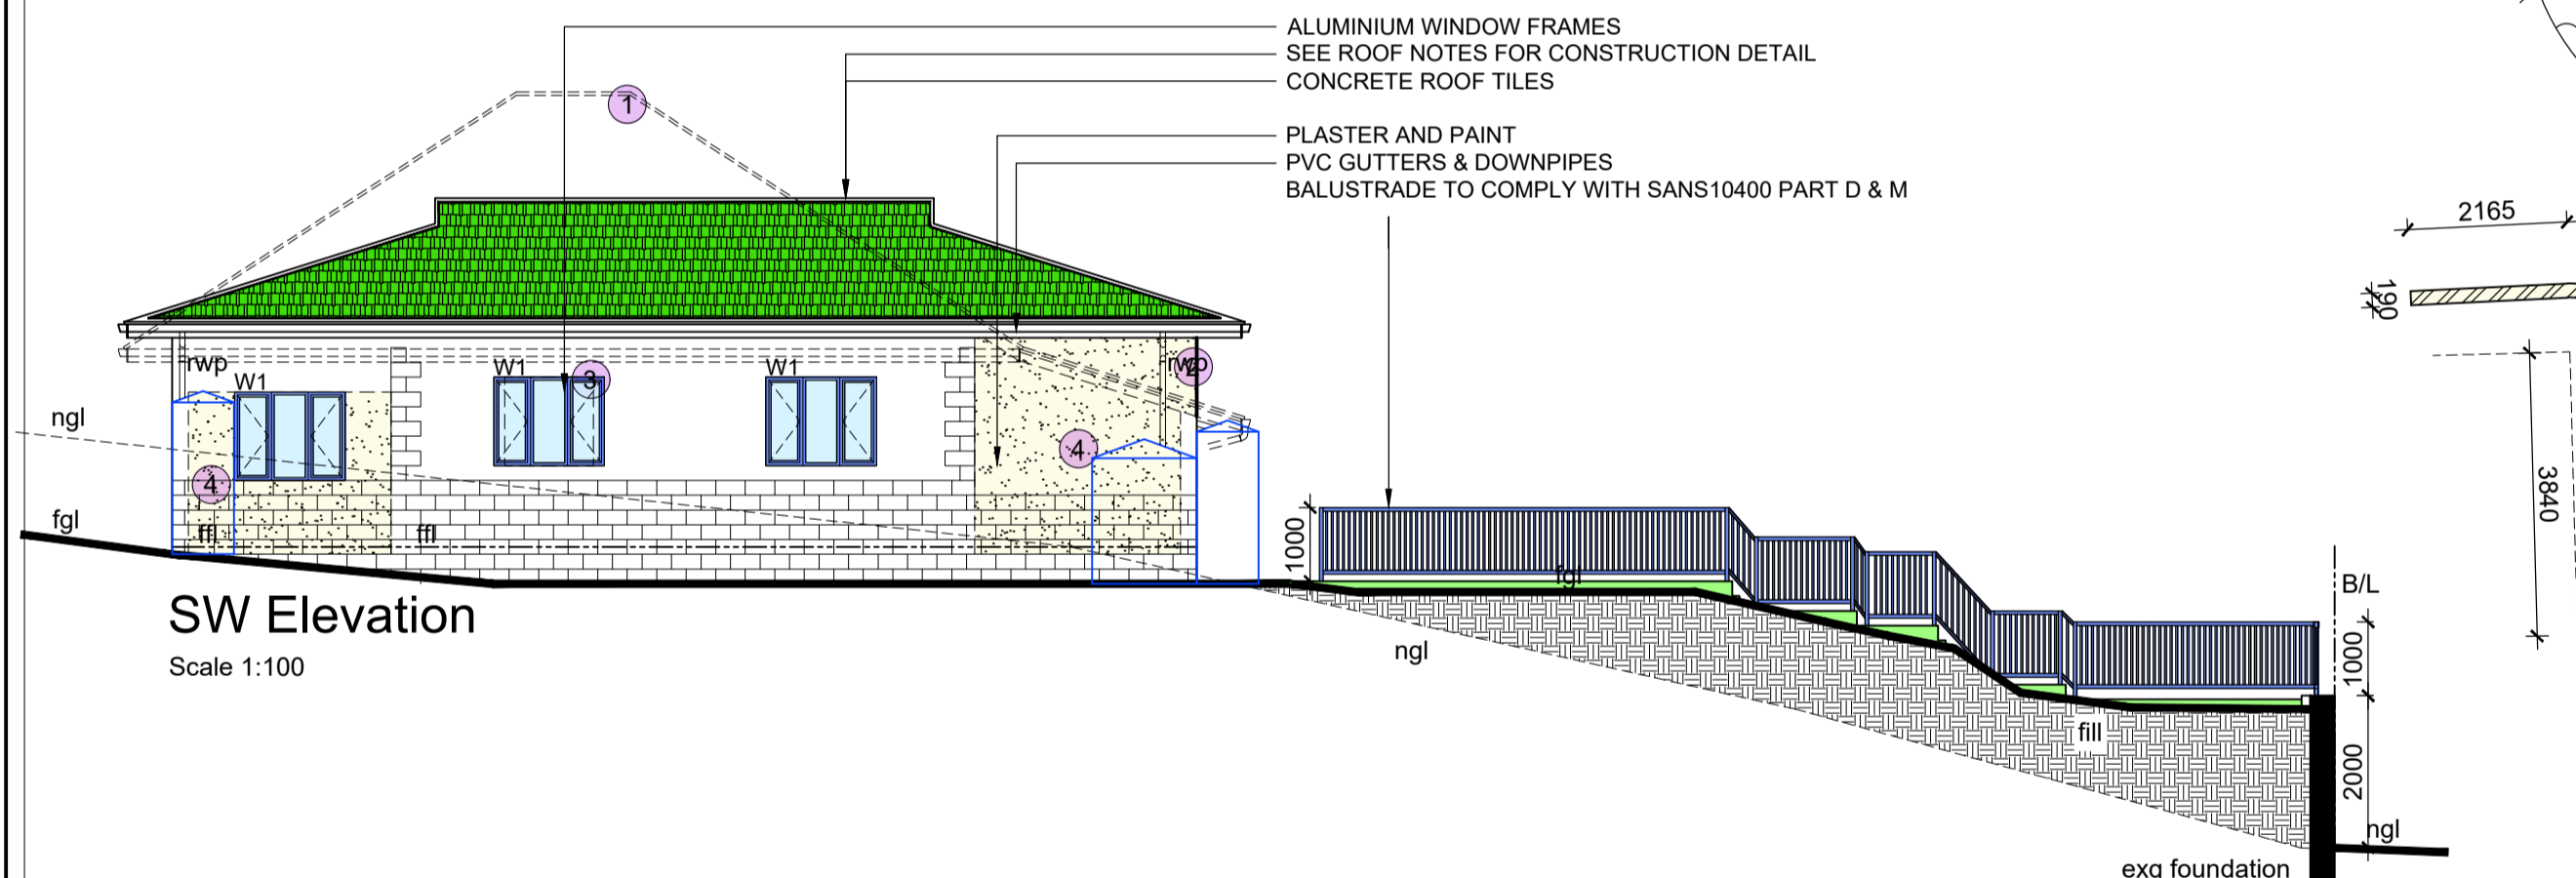 ALUMINIUM WINDOW FRAMES
SEE ROOF NOTES FOR CONSTRUCTION DETAIL
CONCRETE ROOF TILES
PLASTER AND PAINT
PVC GUTTERS & DOWNPIPES
BALUSTRADE TO COMPLY WITH SANS10400 PART D & M
1
2165
190
rwp
W1
W1
3
W1
rwp
2
ngl
4
4
3840
fgl
ffl
ffl
1000
fgl
B/L
SW Elevation
Scale 1:100
ngl
1000
fill
2000
ngl
exg foundation